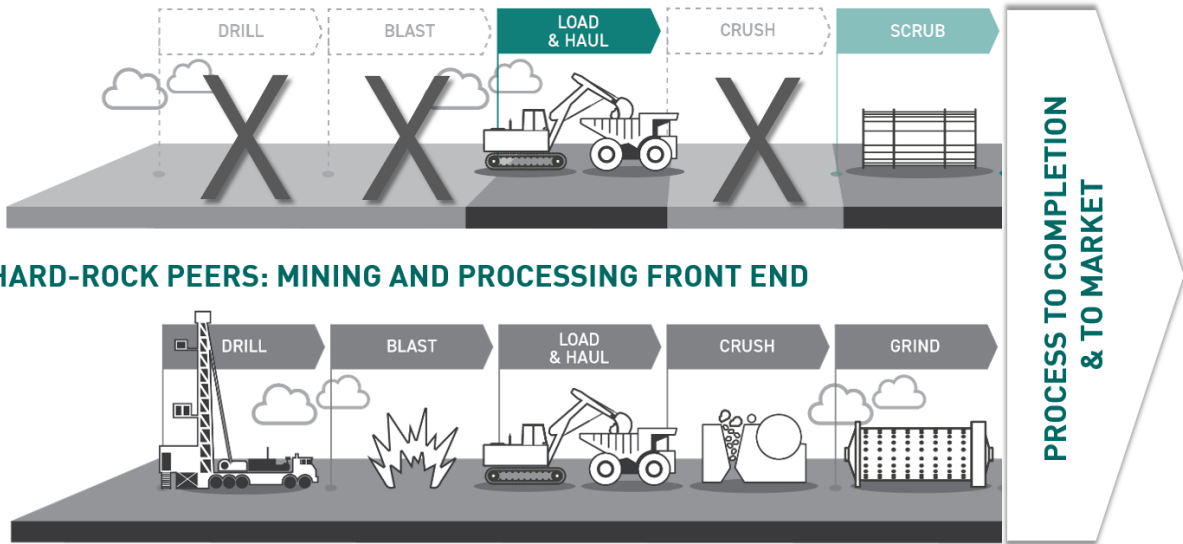 DRILL
BLAST
LOAD
& HAUL
CRUSH
SCRUB
HARD-ROCK PEERS: MINING AND PROCESSING FRONT END
DRILL
BLAST
LOAD
& HAUL
CRUSH
GRIND
PROCESS TO COMPLETION
& TO MARKET